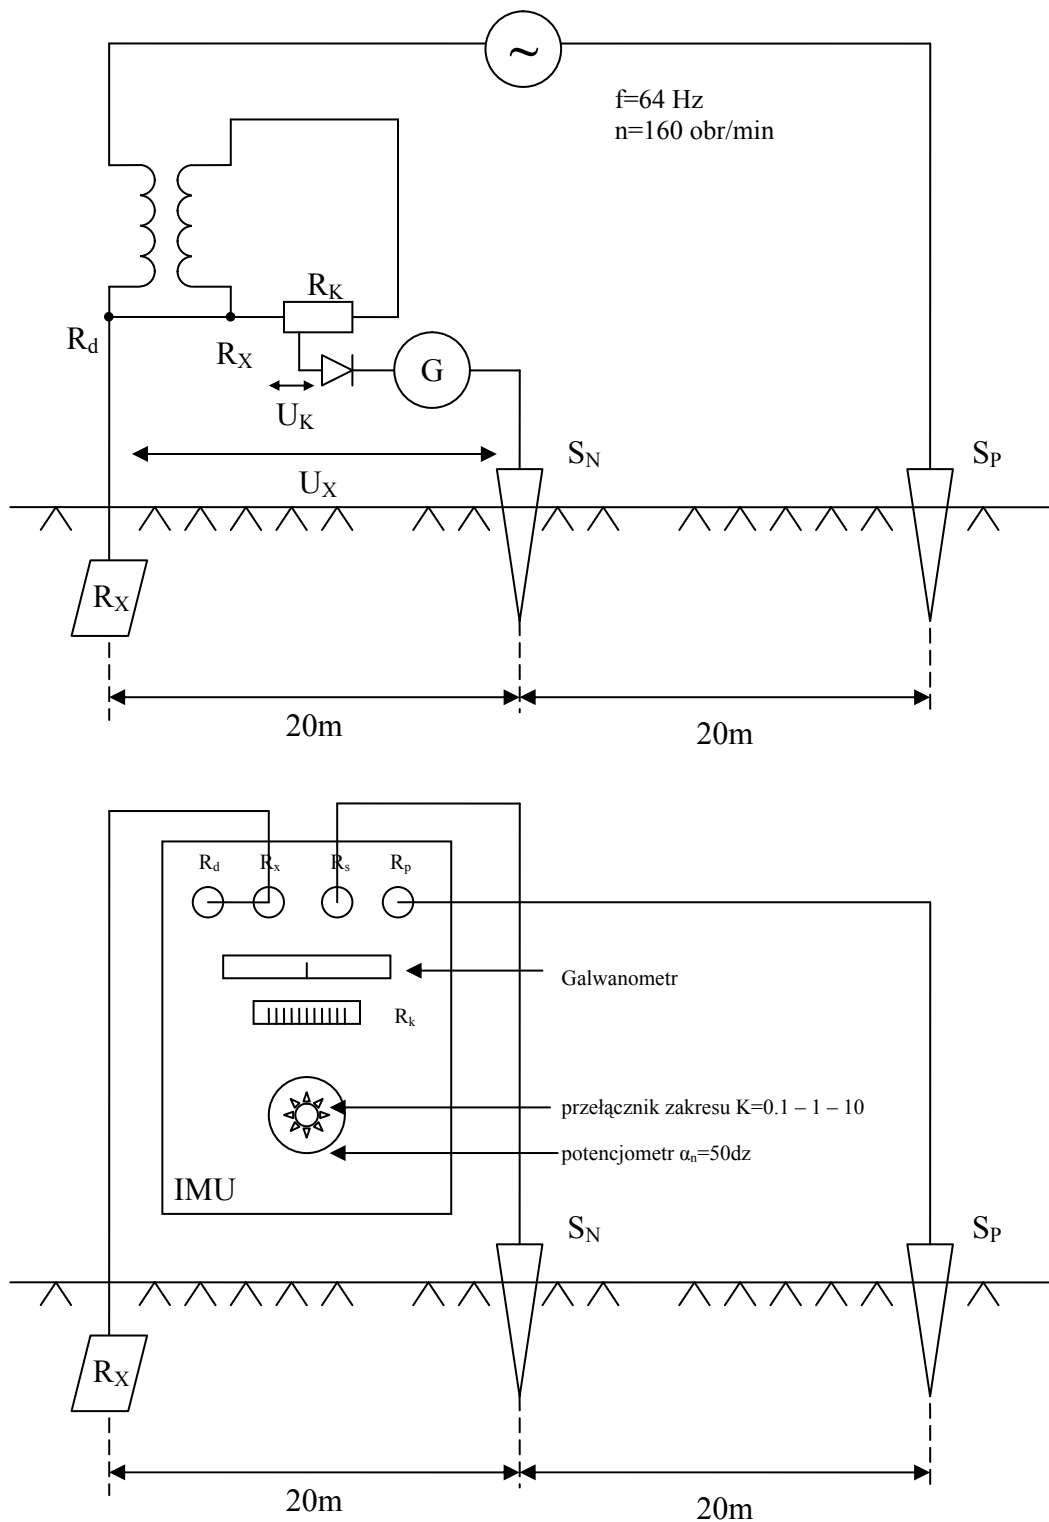 ~
f=64 Hz
n=160 obr/min
R_K
R_d
R_X
G
U_K
S_N
S_P
U_X
R_X
20m
20m
R_d
R_x
R_s
R_p
Galwanometr
R_k
przełącznik zakresu K=0.1 – 1 – 10
potencjometr α_n=50dz
IMU
S_N
S_P
R_X
20m
20m